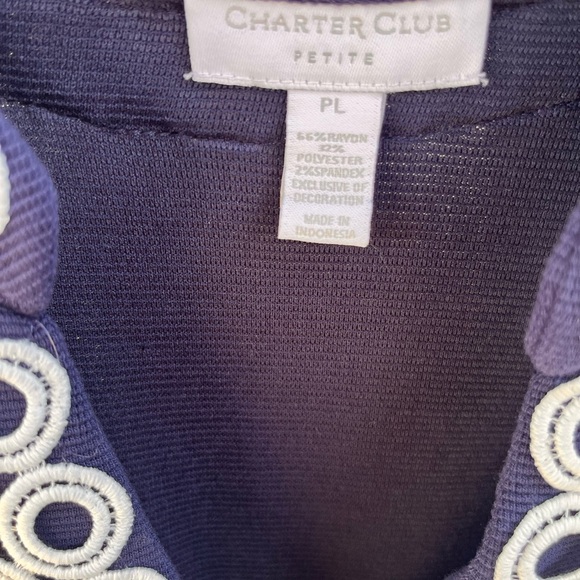 CHARTER CLUB
PETITE
PL
66% RAYON
32%
POLYESTER
2% SPANDEX
EXCLUSIVE OF
DECORATION
MADE IN
INDONESIA